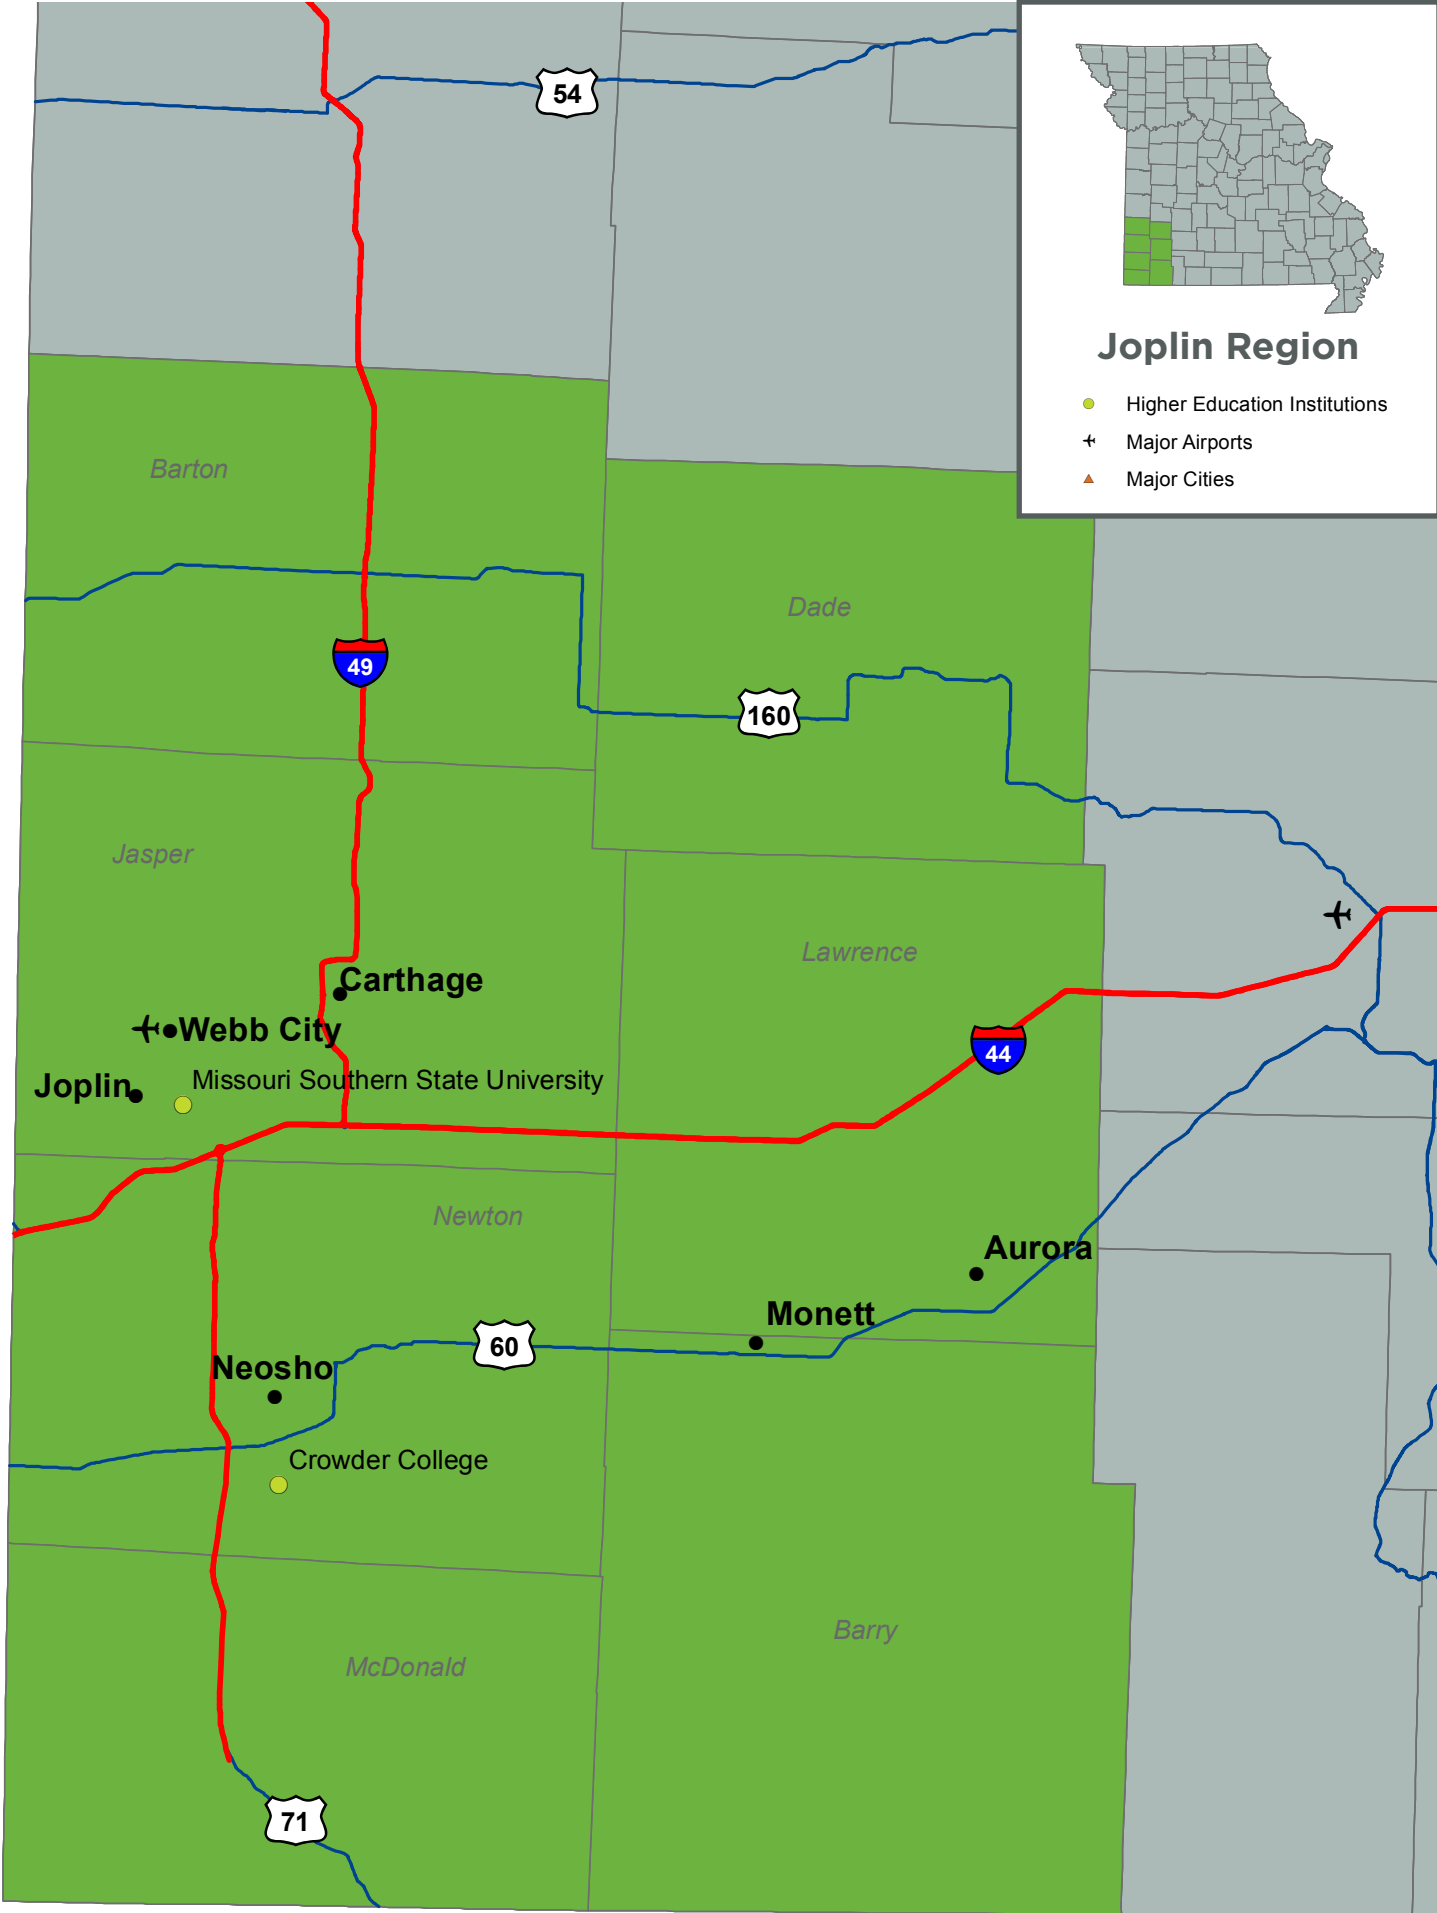 54
Joplin Region
Higher Education Institutions
Major Airports
Major Cities
Barton
Dade
49
160
Jasper
Lawrence
Carthage
Webb City
44
Missouri Southern State University
Joplin
Newton
Aurora
Monett
60
Neosho
Crowder College
Barry
McDonald
71